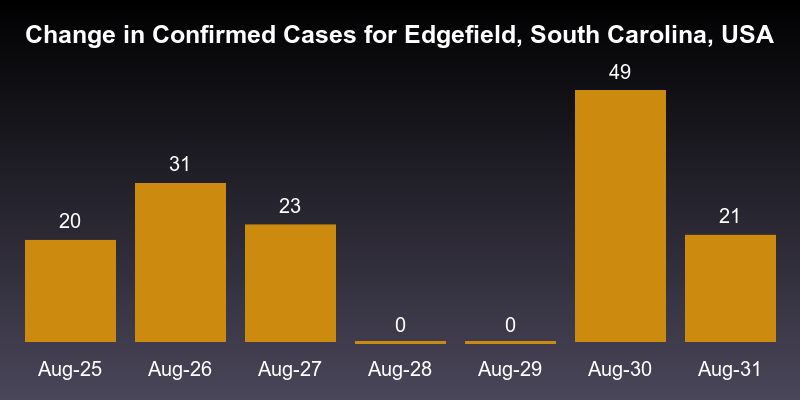 Change in Confirmed Cases for Edgefield, South Carolina, USA
20
31
23
0
0
49
21
Aug-25
Aug-26
Aug-27
Aug-28
Aug-29
Aug-30
Aug-31